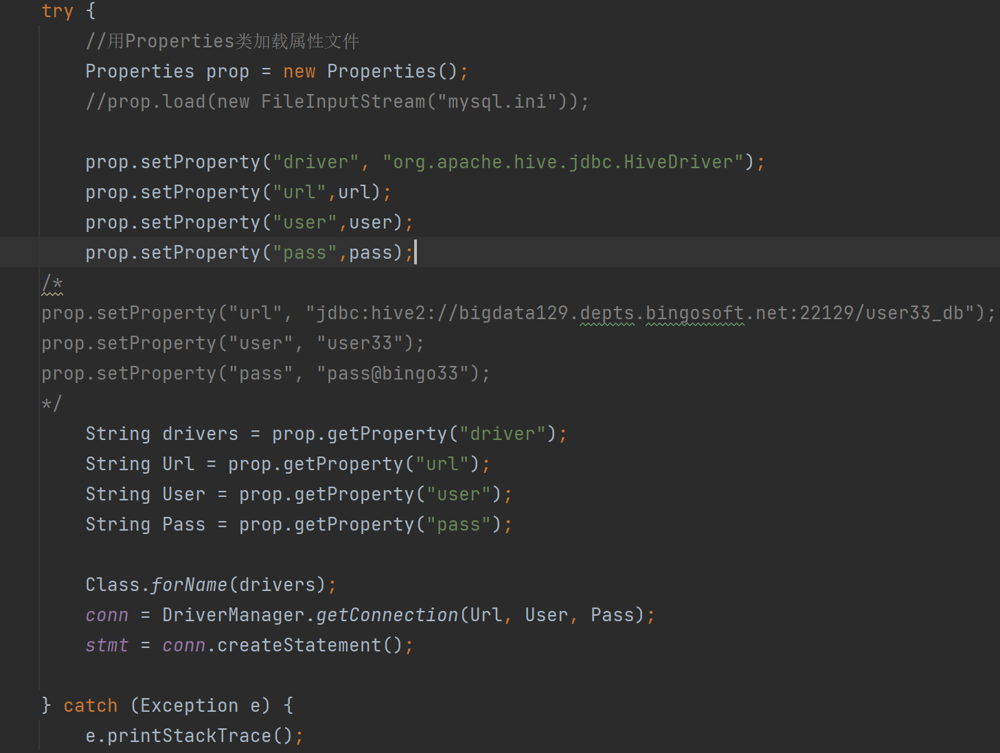 try {
//用Properties类加载属性文件
Properties prop = new Properties();
//prop.load(new FileInputStream("mysql.ini"));
prop.setProperty("driver", "org.apache.hive.jdbc.HiveDriver");
prop.setProperty("url",url);
prop.setProperty("user",user);
prop.setProperty("pass",pass);
/*
prop.setProperty("url", "jdbc:hive2://bigdata129.depts.bingosoft.net:22129/user33_db");
prop.setProperty("user", "user33");
prop.setProperty("pass", "pass@bingo33");
*/
String drivers = prop.getProperty("driver");
String Url = prop.getProperty("url");
String User = prop.getProperty("user");
String Pass = prop.getProperty("pass");
Class.forName(drivers);
conn = DriverManager.getConnection(Url, User, Pass);
stmt = conn.createStatement();
} catch (Exception e) {
e.printStackTrace();